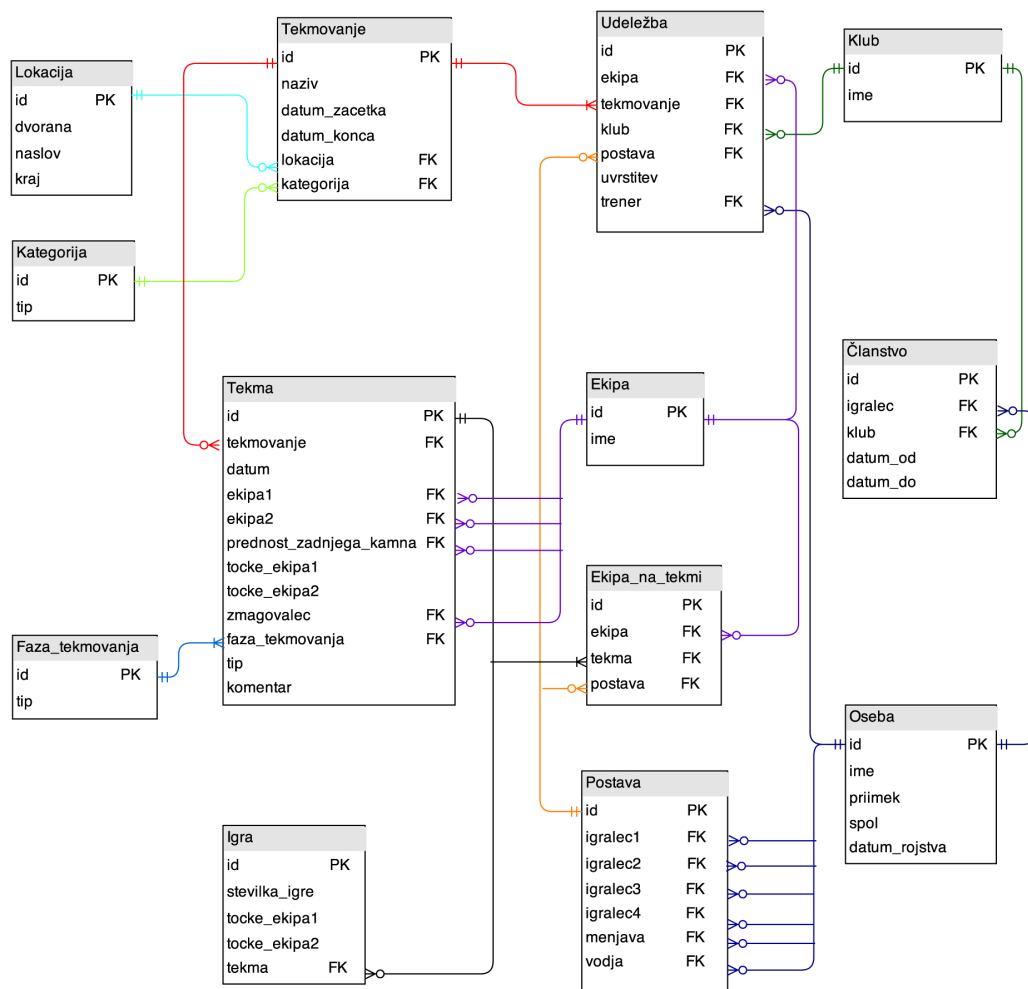 Tekmovanje
id PK
naziv
datum_zacetka
datum_konca
lokacija FK
kategorija FK
Udeležba
id PK
ekipa FK
tekmovanje FK
klub FK
postava FK
uvrstitev
trener FK
Klub
id PK
ime
Lokacija
id PK
dvorana
naslov
kraj
Kategorija
id PK
tip
Članstvo
id PK
igralec FK
klub FK
datum_od
datum_do
Tekma
id PK
tekmovanje FK
datum
ekipa1 FK
ekipa2 FK
prednost_zadnjega_kamna FK
tocke_ekipa1
tocke_ekipa2
zmagovalec FK
faza_tekmovanja FK
tip
komentar
Ekipa
id PK
ime
Ekipa_na_tekmi
id PK
ekipa FK
tekma FK
postava FK
Faza_tekmovanja
id PK
tip
Oseba
id PK
ime
priimek
spol
datum_rojstva
Postava
id PK
igralec1 FK
igralec2 FK
igralec3 FK
igralec4 FK
menjava FK
vodja FK
Igra
id PK
stevilka_igre
tocke_ekipa1
tocke_ekipa2
tekma FK